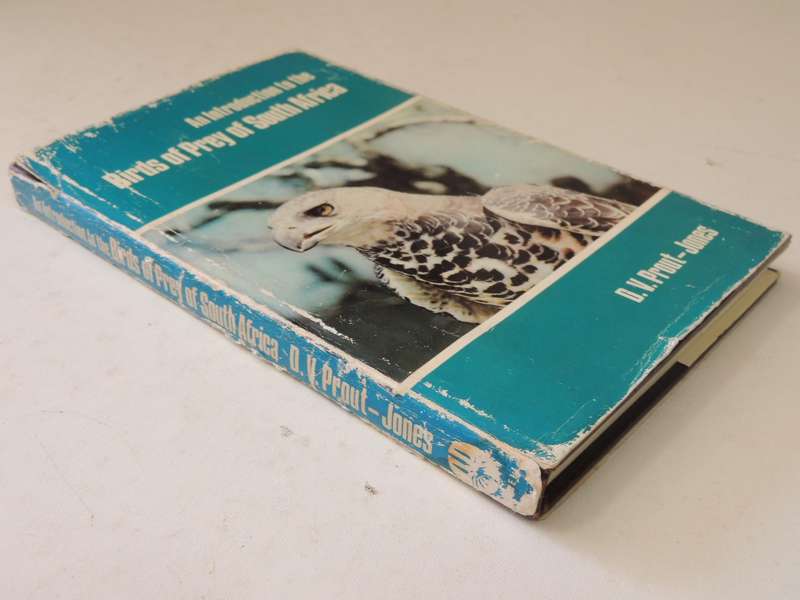 An Introduction to the
Birds of Prey of South Africa
D. V. Prout-Jones
An Introduction to the Birds of Prey of South Africa D. V. Prout-Jones